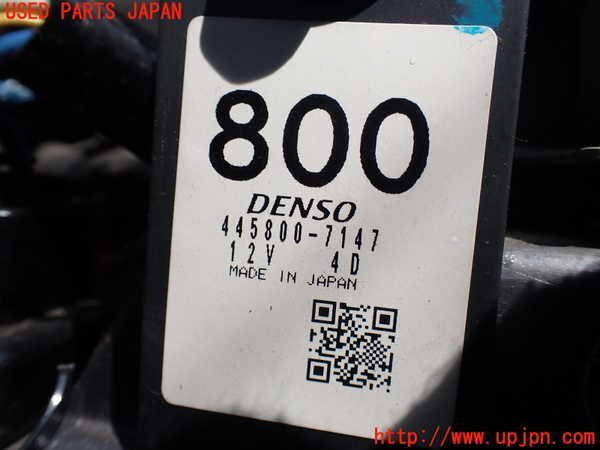 USED PARTS JAPAN
800
DENSO
445800-7147
12V 4D
MADE IN JAPAN
http://www.upjpn.com/